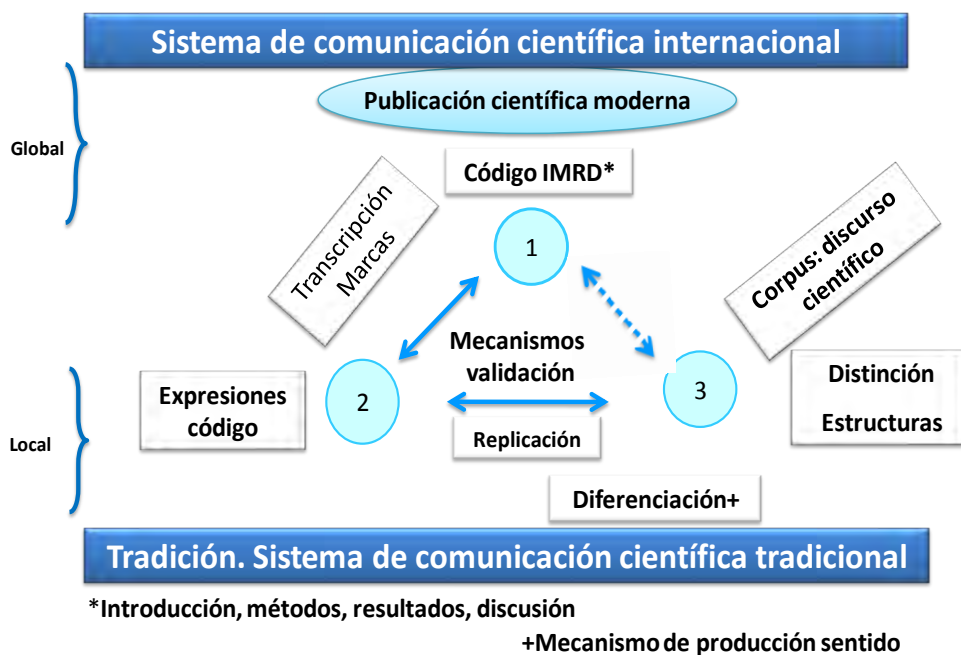 Sistema de comunicación científica internacional
Publicación científica moderna
Global
Código IMRD*
Transcripción
Marcas
1
Corpus: discurso
científico
Mecanismos
validación
Expresiones
código
2
3
Distinción
Estructuras
Local
Replicación
Diferenciación+
Tradición. Sistema de comunicación científica tradicional
*Introducción, métodos, resultados, discusión
+Mecanismo de producción sentido